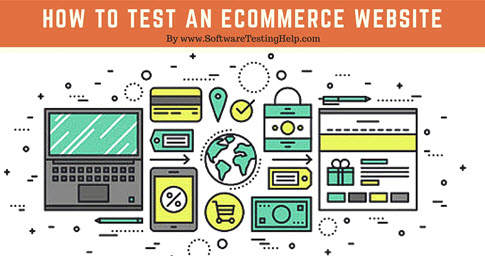 HOW TO TEST AN ECOMMERCE WEBSITE
By www.SoftwareTestingHelp.com
%